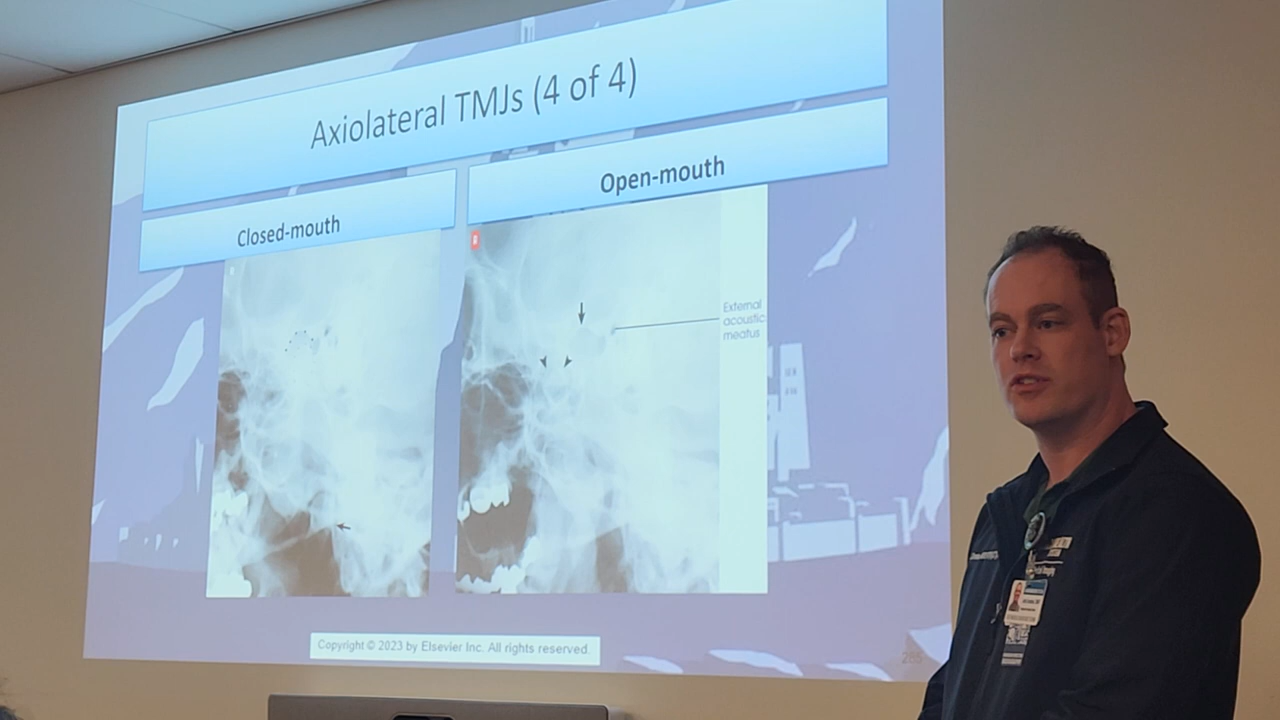 Axiolateral TMJs (4 of 4)
Closed-mouth
Open-mouth
External
acoustic
meatus
Copyright © 2023 by Elsevier Inc. All rights reserved.